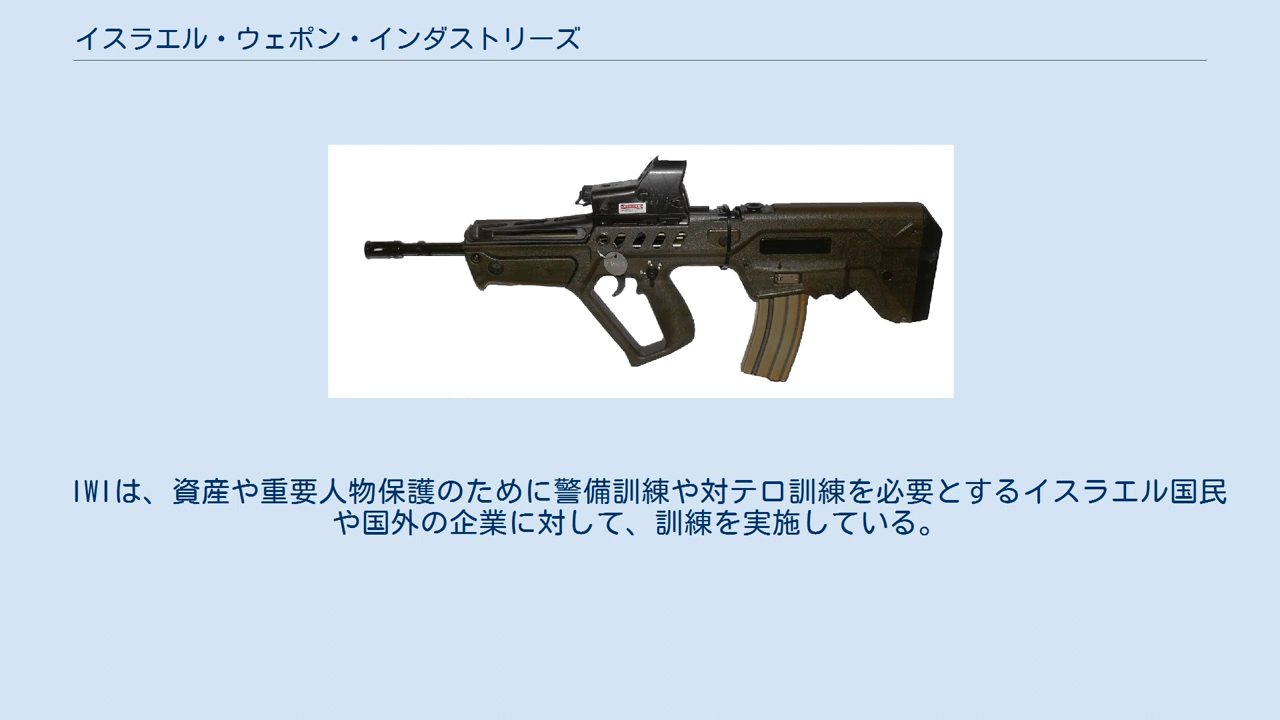 イスラエル・ウェポン・インダストリーズ
IWIは、資産や重要人物保護のために警備訓練や対テロ訓練を必要とするイスラエル国民
や国外の企業に対して、訓練を実施している。